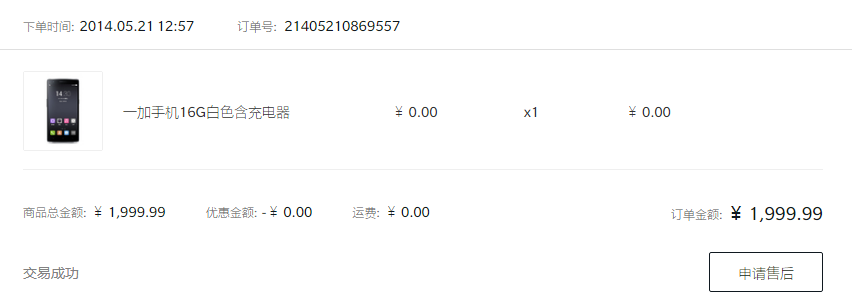 下单时间: 2014.05.21 12:57 订单号: 21405210869557
一加手机16G白色含充电器 ¥ 0.00 x1 ¥ 0.00
商品总金额: ¥ 1,999.99 优惠金额: -¥ 0.00 运费: ¥ 0.00 订单金额: ¥ 1,999.99
交易成功 申请售后